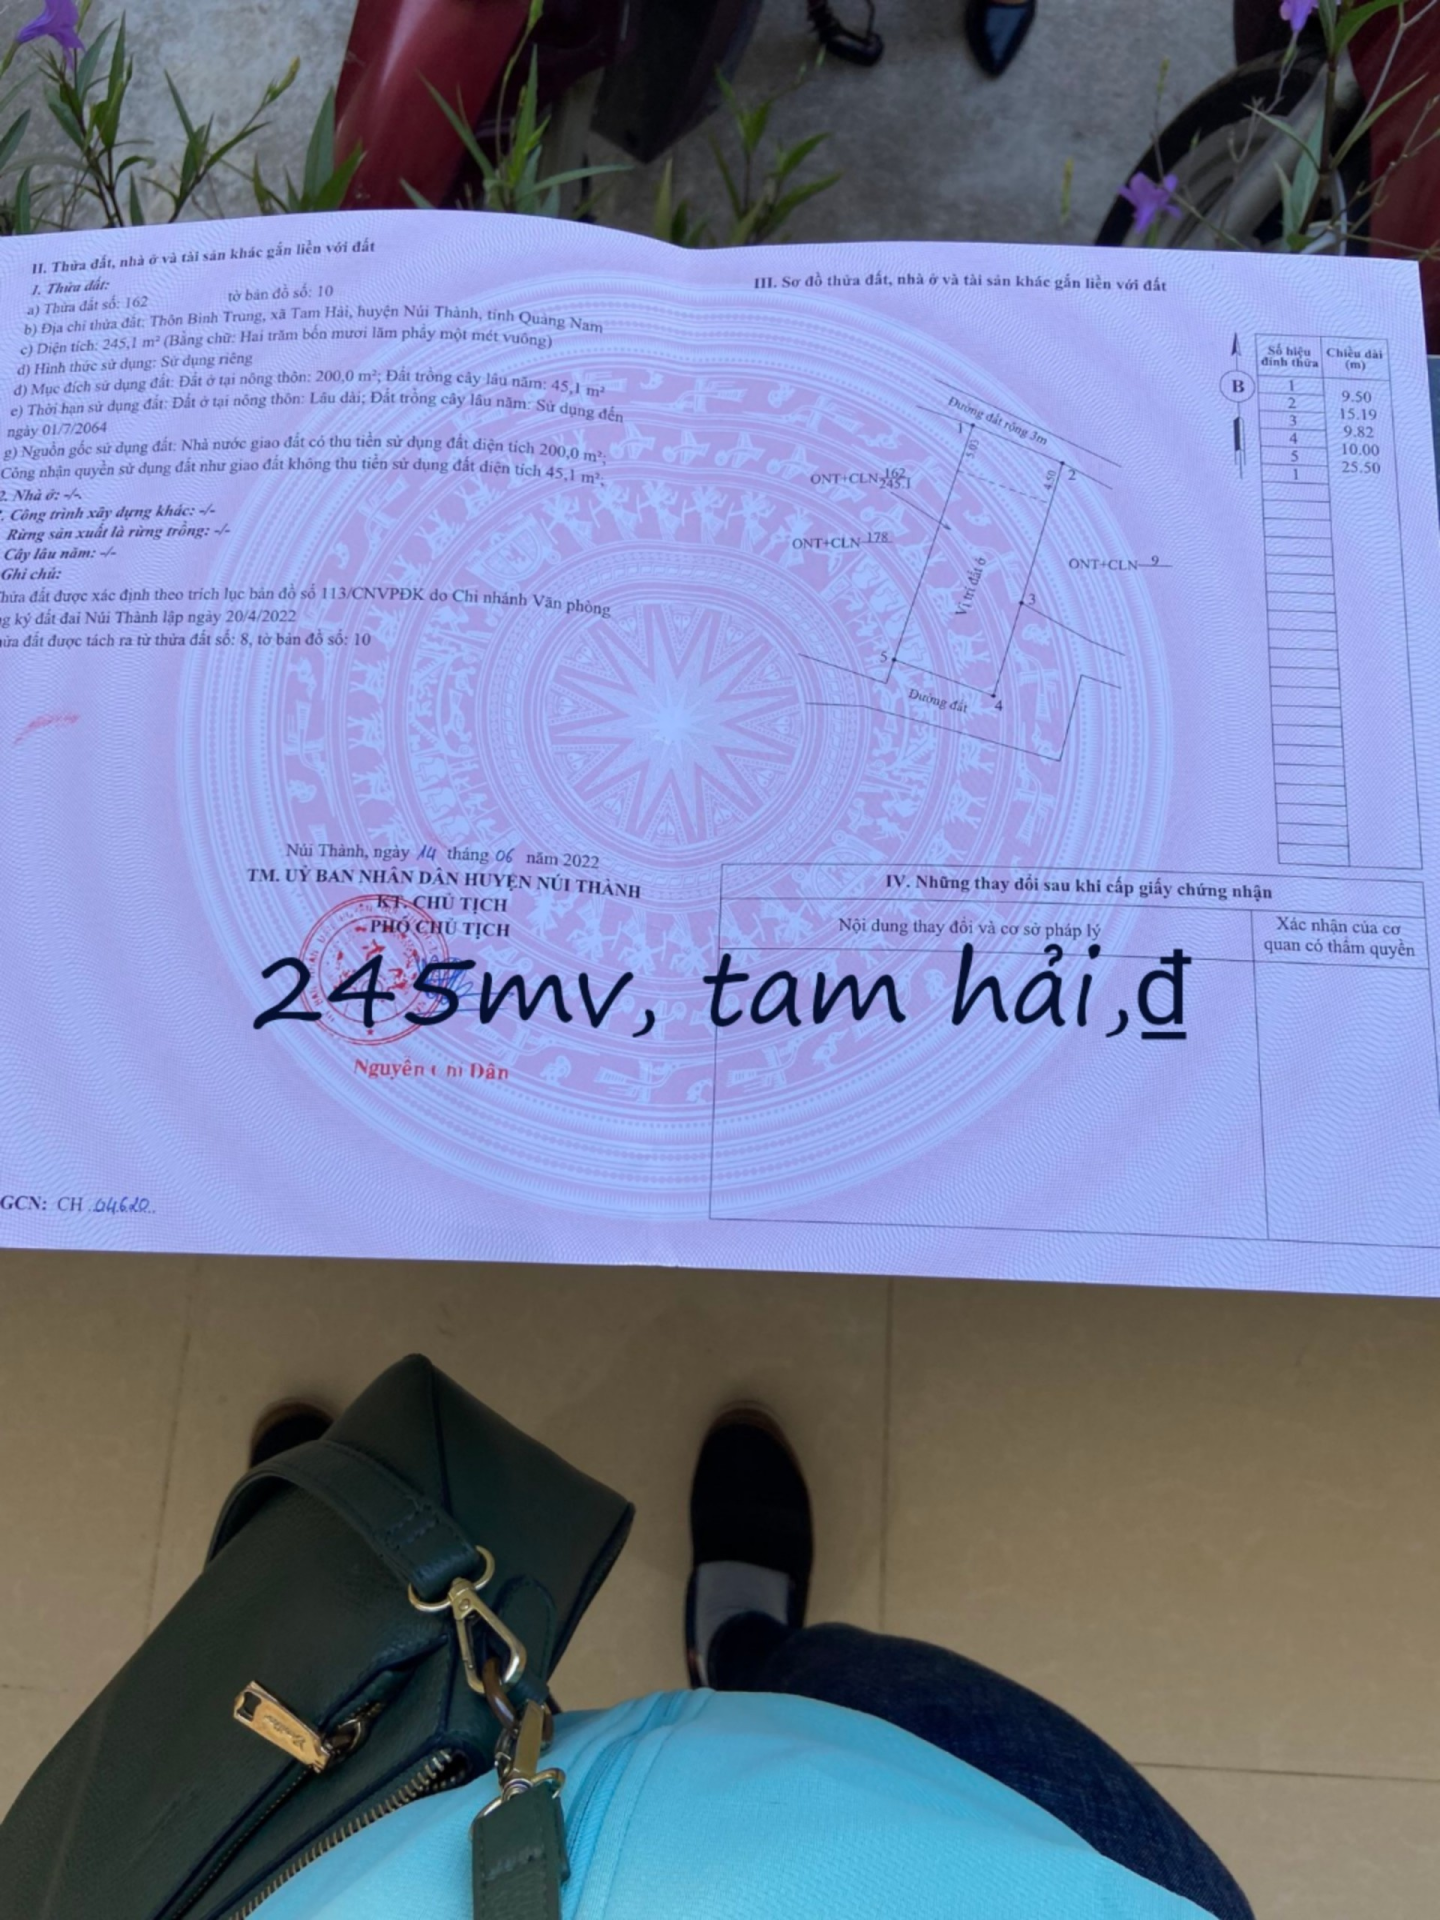 II. Thửa đất, nhà ở và tài sản khác gắn liền với đất
1. Thửa đất:
a) Thửa đất số: 162 tờ bản đồ số: 10
b) Địa chỉ thửa đất: Thôn Bình Trung, xã Tam Hải, huyện Núi Thành, tỉnh Quảng Nam
c) Diện tích: 245,1 m² (Bằng chữ: Hai trăm bốn mươi lăm phẩy một mét vuông)
d) Hình thức sử dụng: Sử dụng riêng
đ) Mục đích sử dụng đất: Đất ở tại nông thôn: 200,0 m²; Đất trồng cây lâu năm: 45,1 m²
e) Thời hạn sử dụng đất: Đất ở tại nông thôn: Lâu dài; Đất trồng cây lâu năm: Sử dụng đến
ngày 01/7/2064
g) Nguồn gốc sử dụng đất: Nhà nước giao đất có thu tiền sử dụng đất diện tích 200,0 m²;
Công nhận quyền sử dụng đất như giao đất không thu tiền sử dụng đất diện tích 45,1 m²;
2. Nhà ở: -/-
. Công trình xây dựng khác: -/-
Rừng sản xuất là rừng trồng: -/-
Cây lâu năm: -/-
Ghi chú:
hửa đất được xác định theo trích lục bản đồ số 113/CNVPĐK do Chi nhánh Văn phòng
g ký đất đai Núi Thành lập ngày 20/4/2022
ửa đất được tách ra từ thửa đất số: 8, tờ bản đồ số: 10
Núi Thành, ngày 14 tháng 06 năm 2022
TM. UỶ BAN NHÂN DÂN HUYỆN NÚI THÀNH
KT. CHỦ TỊCH
PHÓ CHỦ TỊCH
245mv, tam hải,₫
Nguyễn Dân
GCN: CH 04620
III. Sơ đồ thửa đất, nhà ở và tài sản khác gắn liền với đất
B
Đường đất rộng 3m
1
2
5.03
4.50
ONT+CLN 162
245.1
ONT+CLN 178
ONT+CLN 9
Vị trí đất ở
3
5
4
Đường đất
Số hiệu đỉnh thửa Chiều dài (m)
1
9.50
2
15.19
3
9.82
4
10.00
5
25.50
1
IV. Những thay đổi sau khi cấp giấy chứng nhận
Nội dung thay đổi và cơ sở pháp lý
Xác nhận của cơ
quan có thẩm quyền